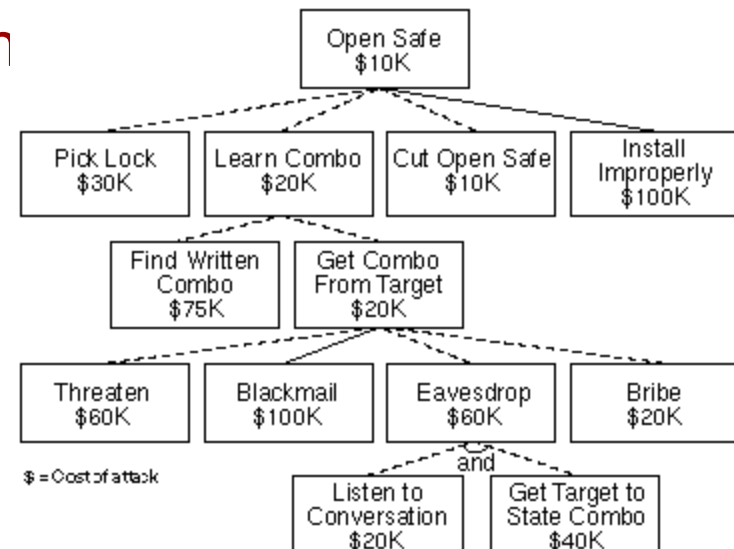 Open Safe
$10K
Pick Lock
$30K
Learn Combo
$20K
Cut Open Safe
$10K
Install
Improperly
$100K
Find Written
Combo
$75K
Get Combo
From Target
$20K
Threaten
$60K
Blackmail
$100K
Eavesdrop
$60K
Bribe
$20K
and
$ = Cost of attack
Listen to
Conversation
$20K
Get Target to
State Combo
$40K